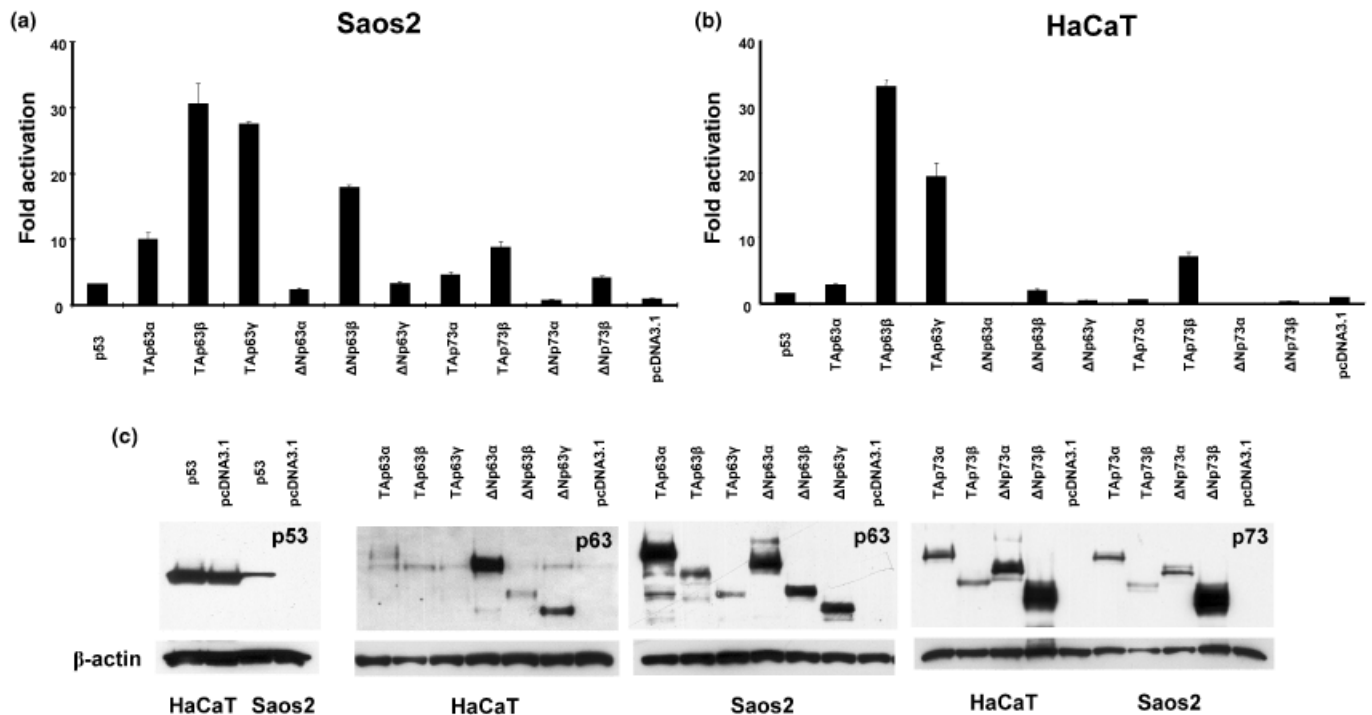 (a) Saos2
Fold activation
40
30
20
10
0
p53
TAp63α
TAp63β
TAp63γ
ΔNp63α
ΔNp63β
ΔNp63γ
TAp73α
TAp73β
ΔNp73α
ΔNp73β
pcDNA3.1
(b) HaCaT
Fold activation
40
30
20
10
0
p53
TAp63α
TAp63β
TAp63γ
ΔNp63α
ΔNp63β
ΔNp63γ
TAp73α
TAp73β
ΔNp73α
ΔNp73β
pcDNA3.1
(c)
p53
pcDNA3.1
p53
pcDNA3.1
p53
TAp63α
TAp63β
TAp63γ
ΔNp63α
ΔNp63β
ΔNp63γ
pcDNA3.1
p63
TAp63α
TAp63β
TAp63γ
ΔNp63α
ΔNp63β
ΔNp63γ
pcDNA3.1
p63
TAp73α
TAp73β
ΔNp73α
ΔNp73β
pcDNA3.1
TAp73α
TAp73β
ΔNp73α
ΔNp73β
pcDNA3.1
p73
β-actin
HaCaT Saos2 HaCaT Saos2 HaCaT Saos2